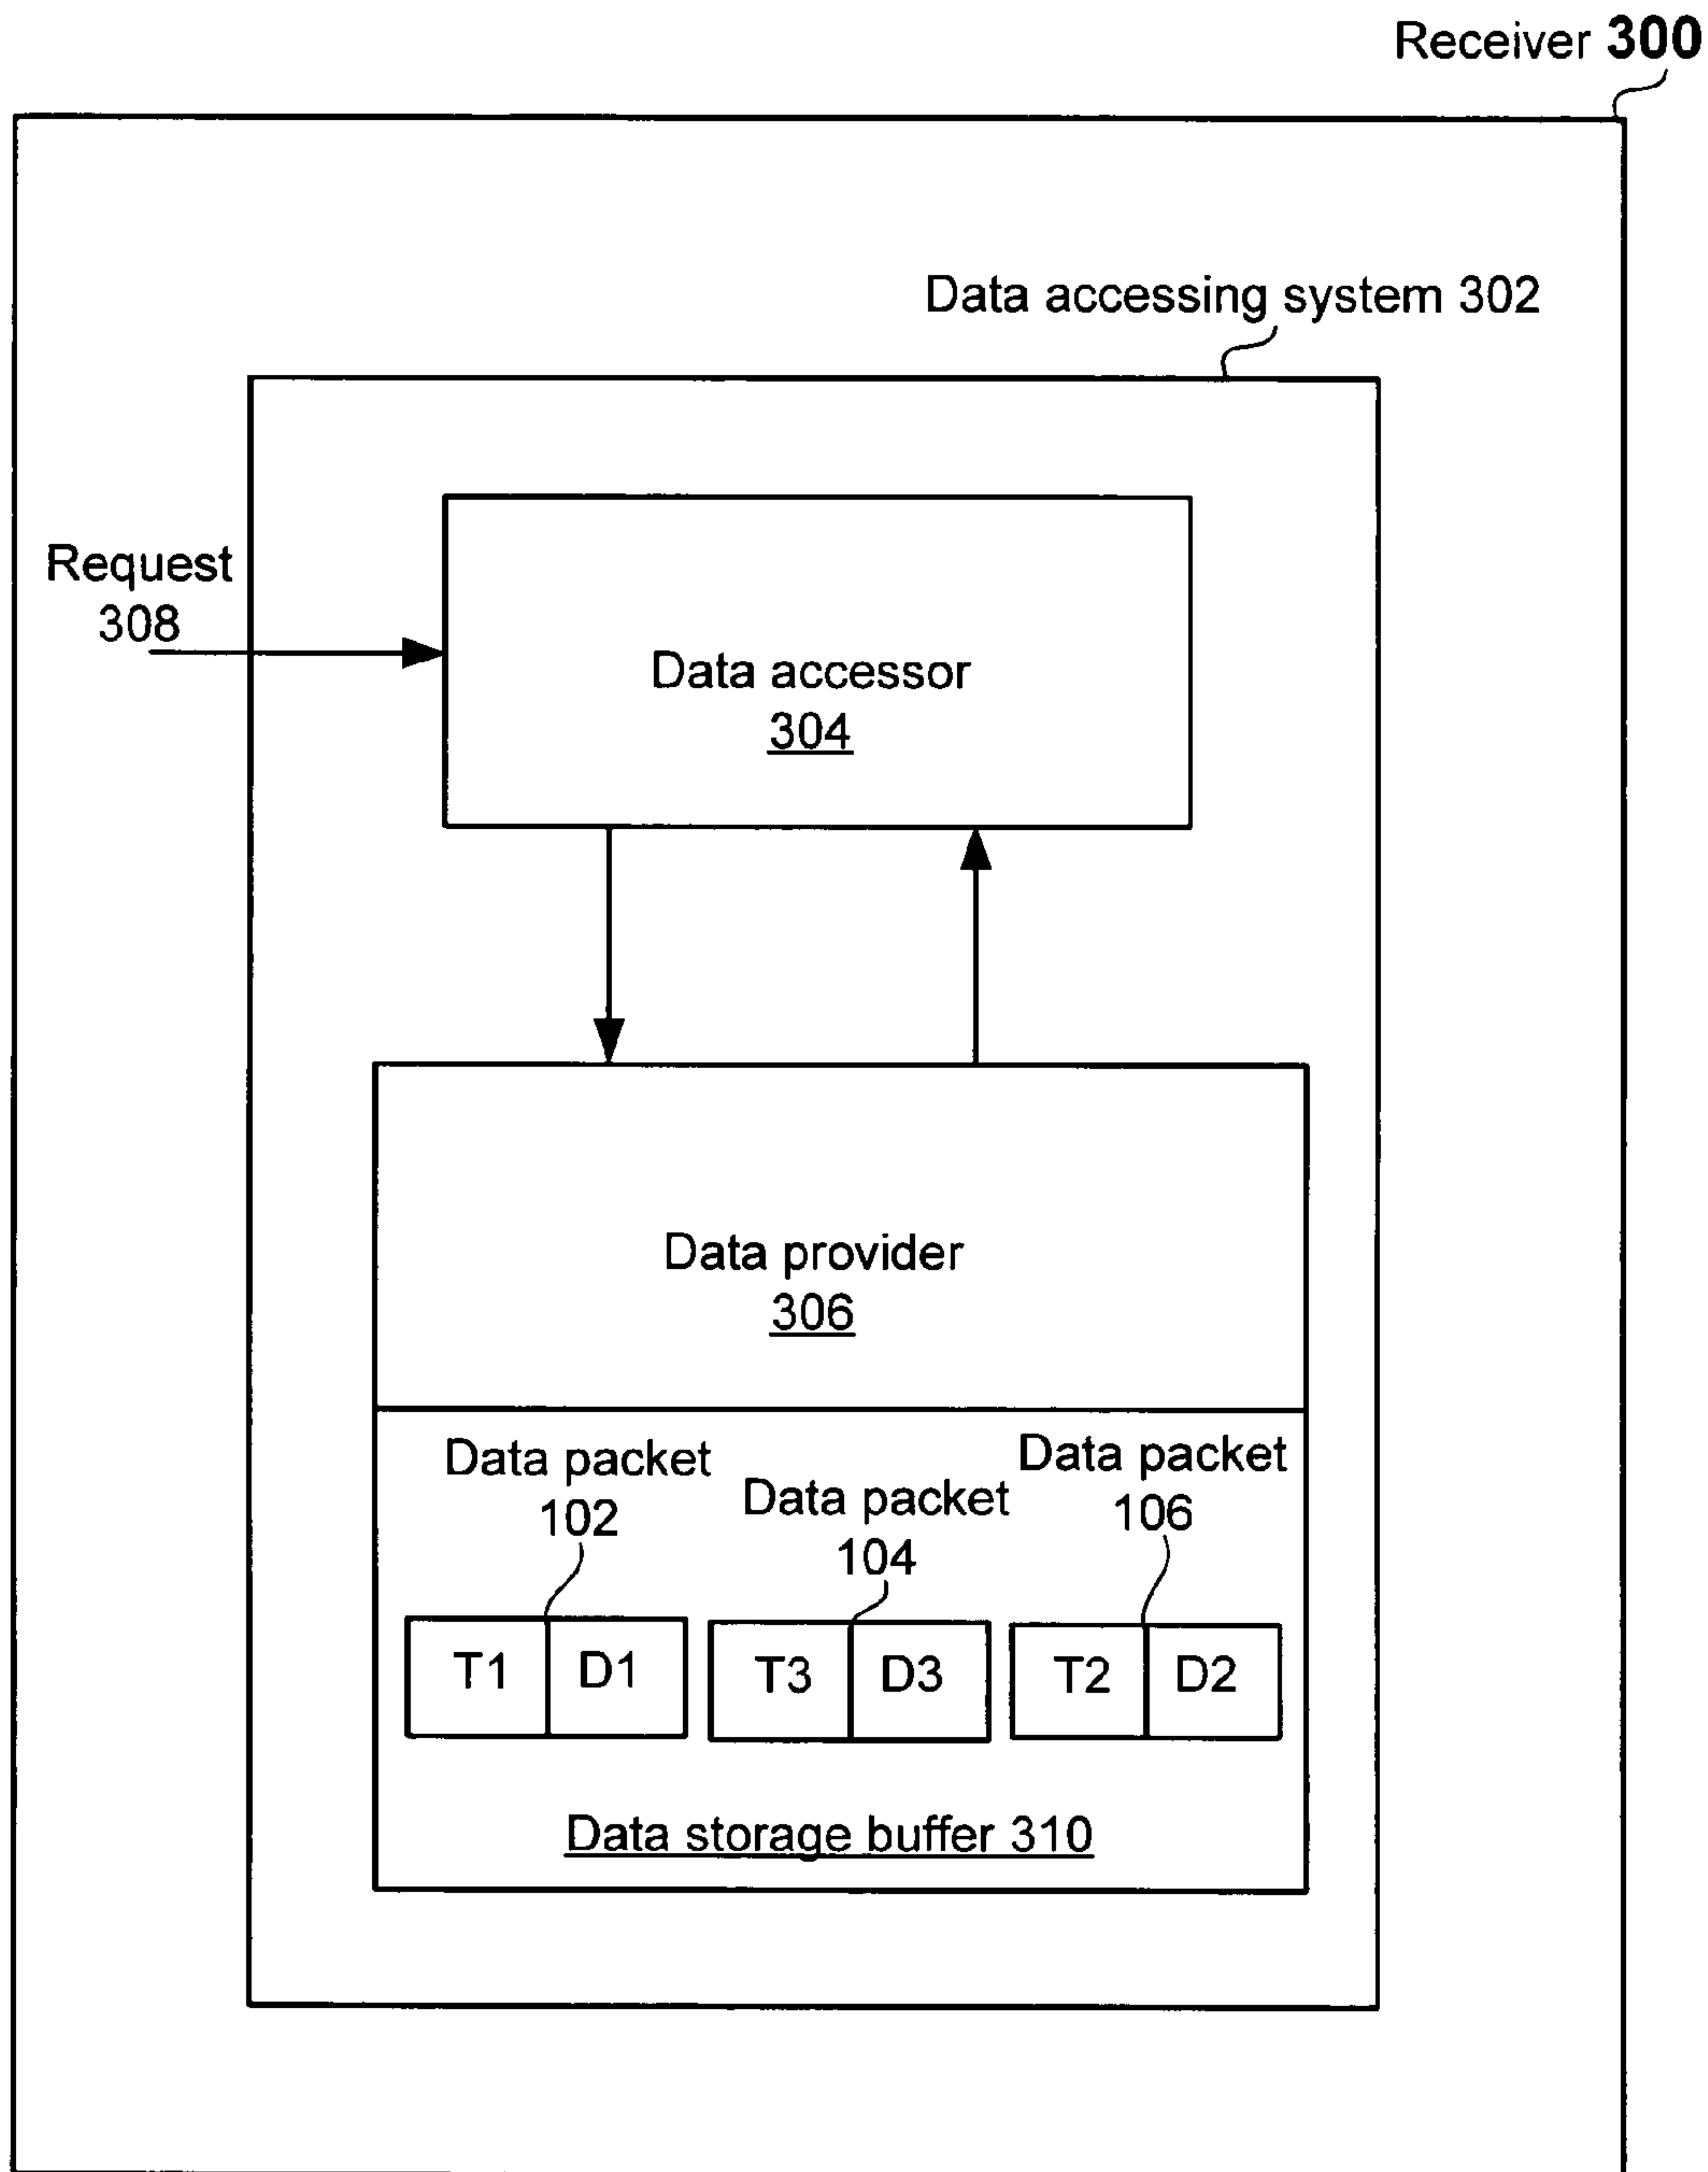 Receiver 300
Data accessing system 302
Request
308
Data accessor
304
Data provider
306
Data packet
102
Data packet
104
Data packet
106
T1 D1
T3 D3
T2 D2
Data storage buffer 310